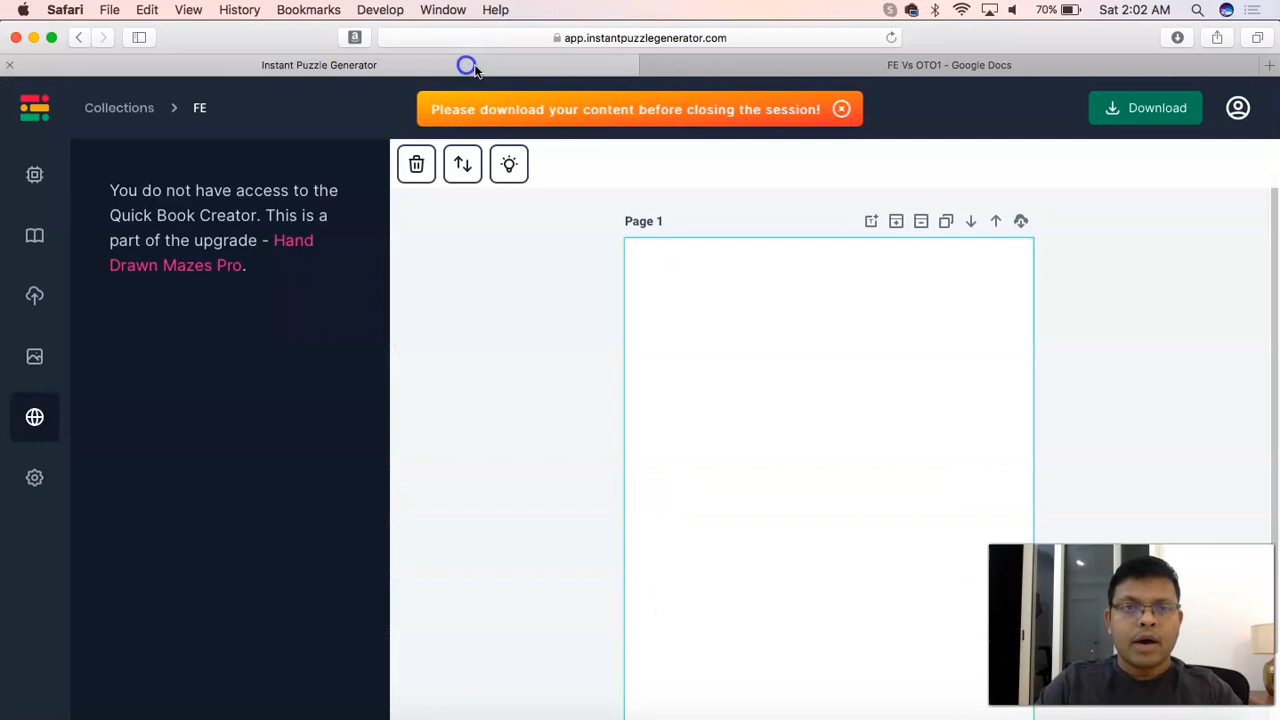 Safari File Edit View History Bookmarks Develop Window Help 70% Sat 2:02 AM
app.instantpuzzlegenerator.com
Instant Puzzle Generator FE Vs OTO1 - Google Docs
Collections FE Please download your content before closing the session! Download
You do not have access to the
Quick Book Creator. This is a
part of the upgrade - Hand
Drawn Mazes Pro.
Page 1